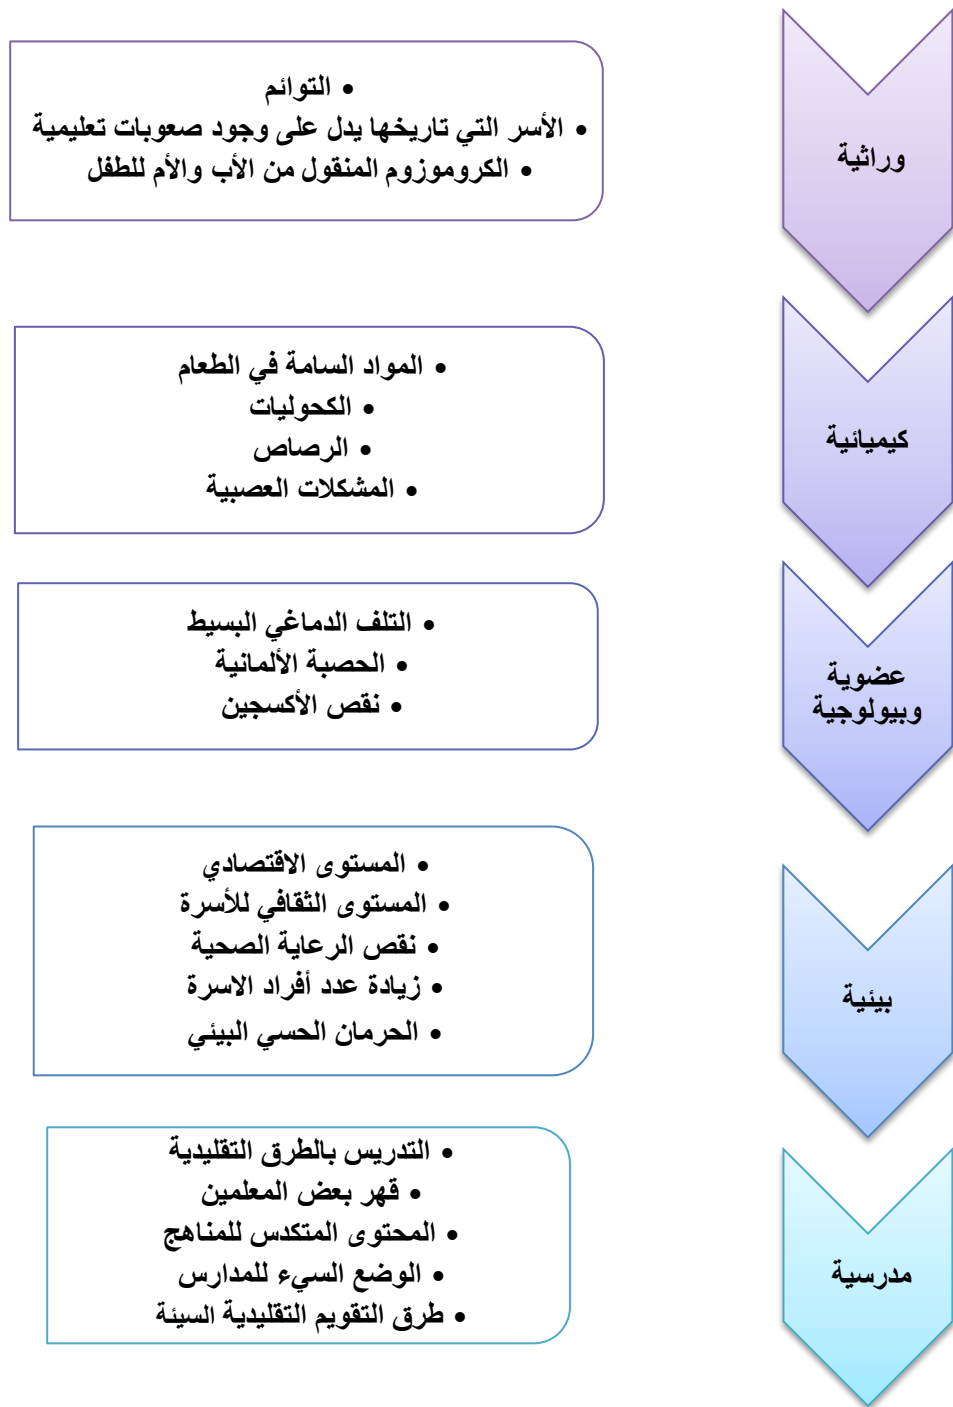 وراثية
• التوائم
• الأسر التي تاريخها يدل على وجود صعوبات تعليمية
• الكروموزوم المنقول من الأب والأم للطفل
كيميائية
• المواد السامة في الطعام
• الكحوليات
• الرصاص
• المشكلات العصبية
عضوية
وبيولوجية
• التلف الدماغي البسيط
• الحصبة الألمانية
• نقص الأكسجين
بيئية
• المستوى الاقتصادي
• المستوى الثقافي للأسرة
• نقص الرعاية الصحية
• زيادة عدد أفراد الاسرة
• الحرمان الحسي البيئي
مدرسية
• التدريس بالطرق التقليدية
• قهر بعض المعلمين
• المحتوى المتكدس للمناهج
• الوضع السيء للمدارس
• طرق التقويم التقليدية السيئة